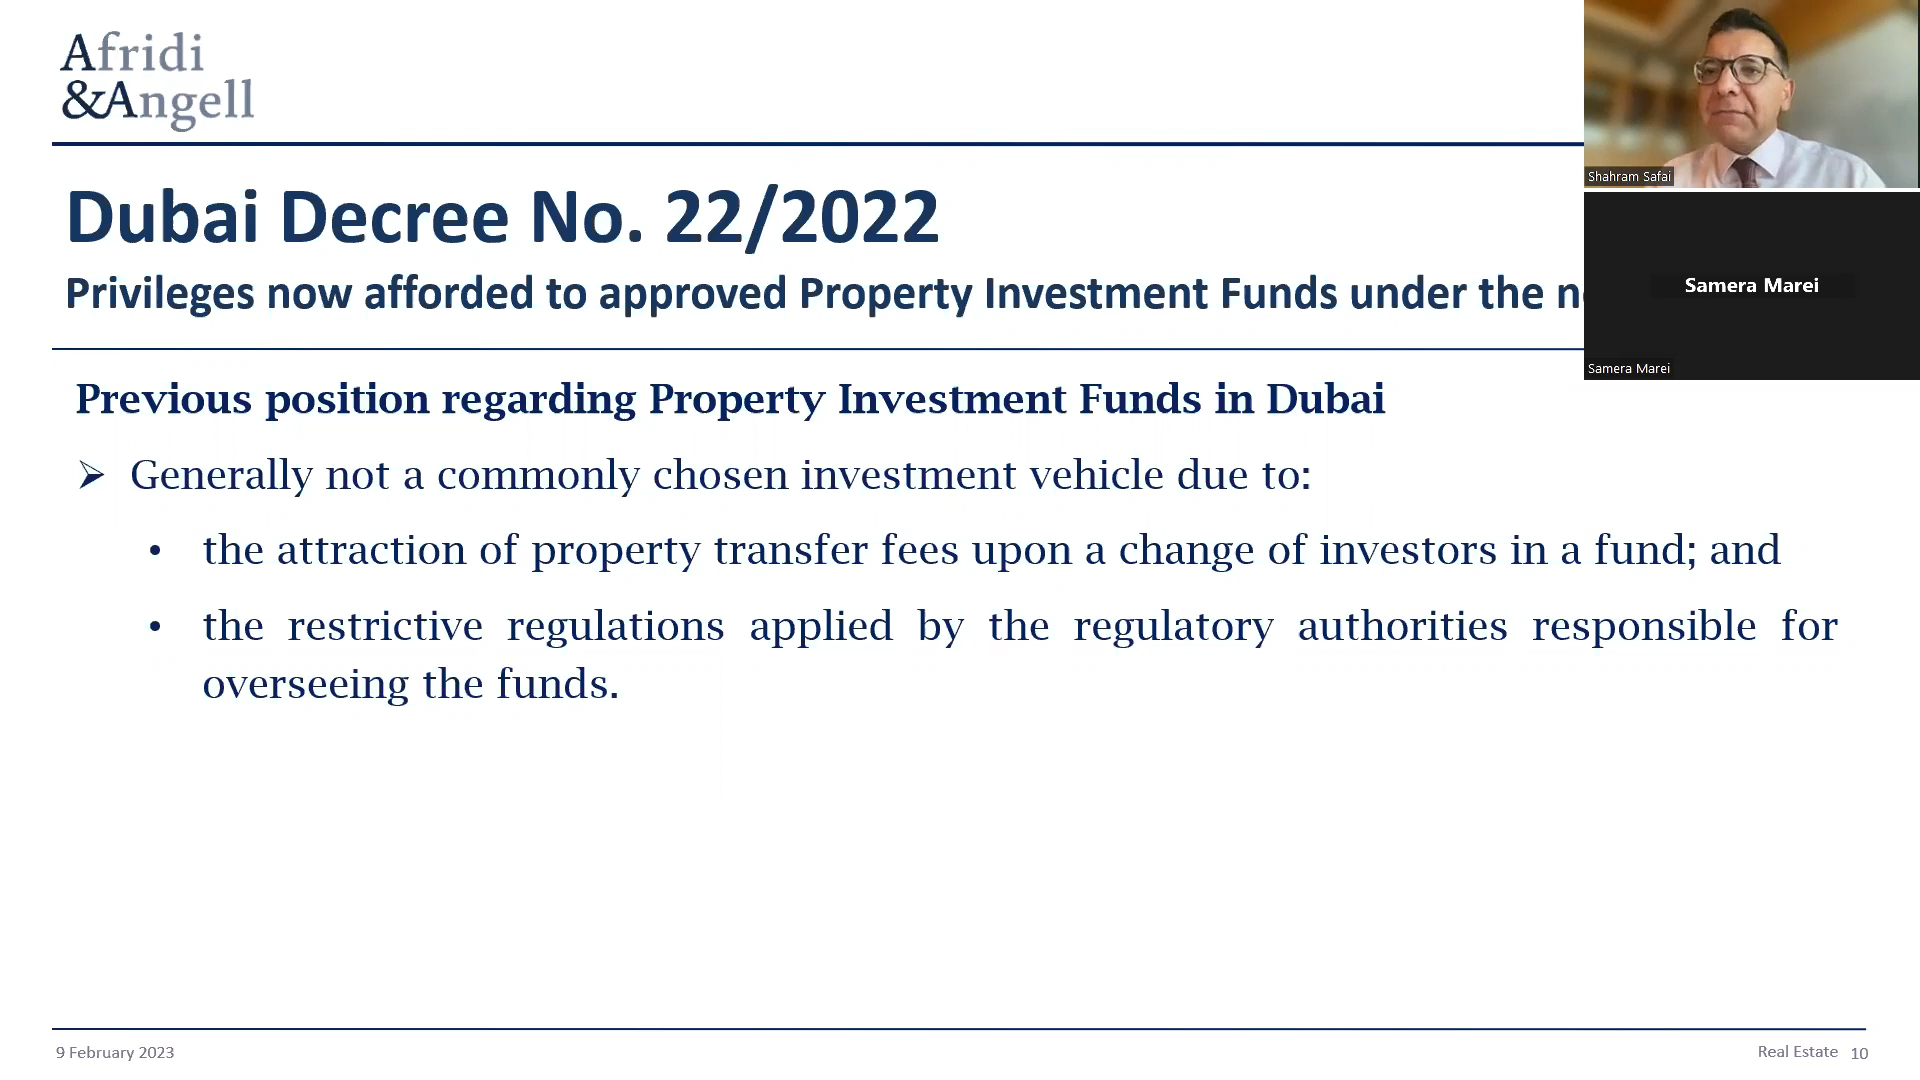 Afridi
&Angell
Dubai Decree No. 22/2022
Privileges now afforded to approved Property Investment Funds under the
Previous position regarding Property Investment Funds in Dubai
➢ Generally not a commonly chosen investment vehicle due to:
• the attraction of property transfer fees upon a change of investors in a fund; and
• the restrictive regulations applied by the regulatory authorities responsible for
overseeing the funds.
Shahram Safai
Samera Marei
Samera Marei
9 February 2023
Real Estate 10